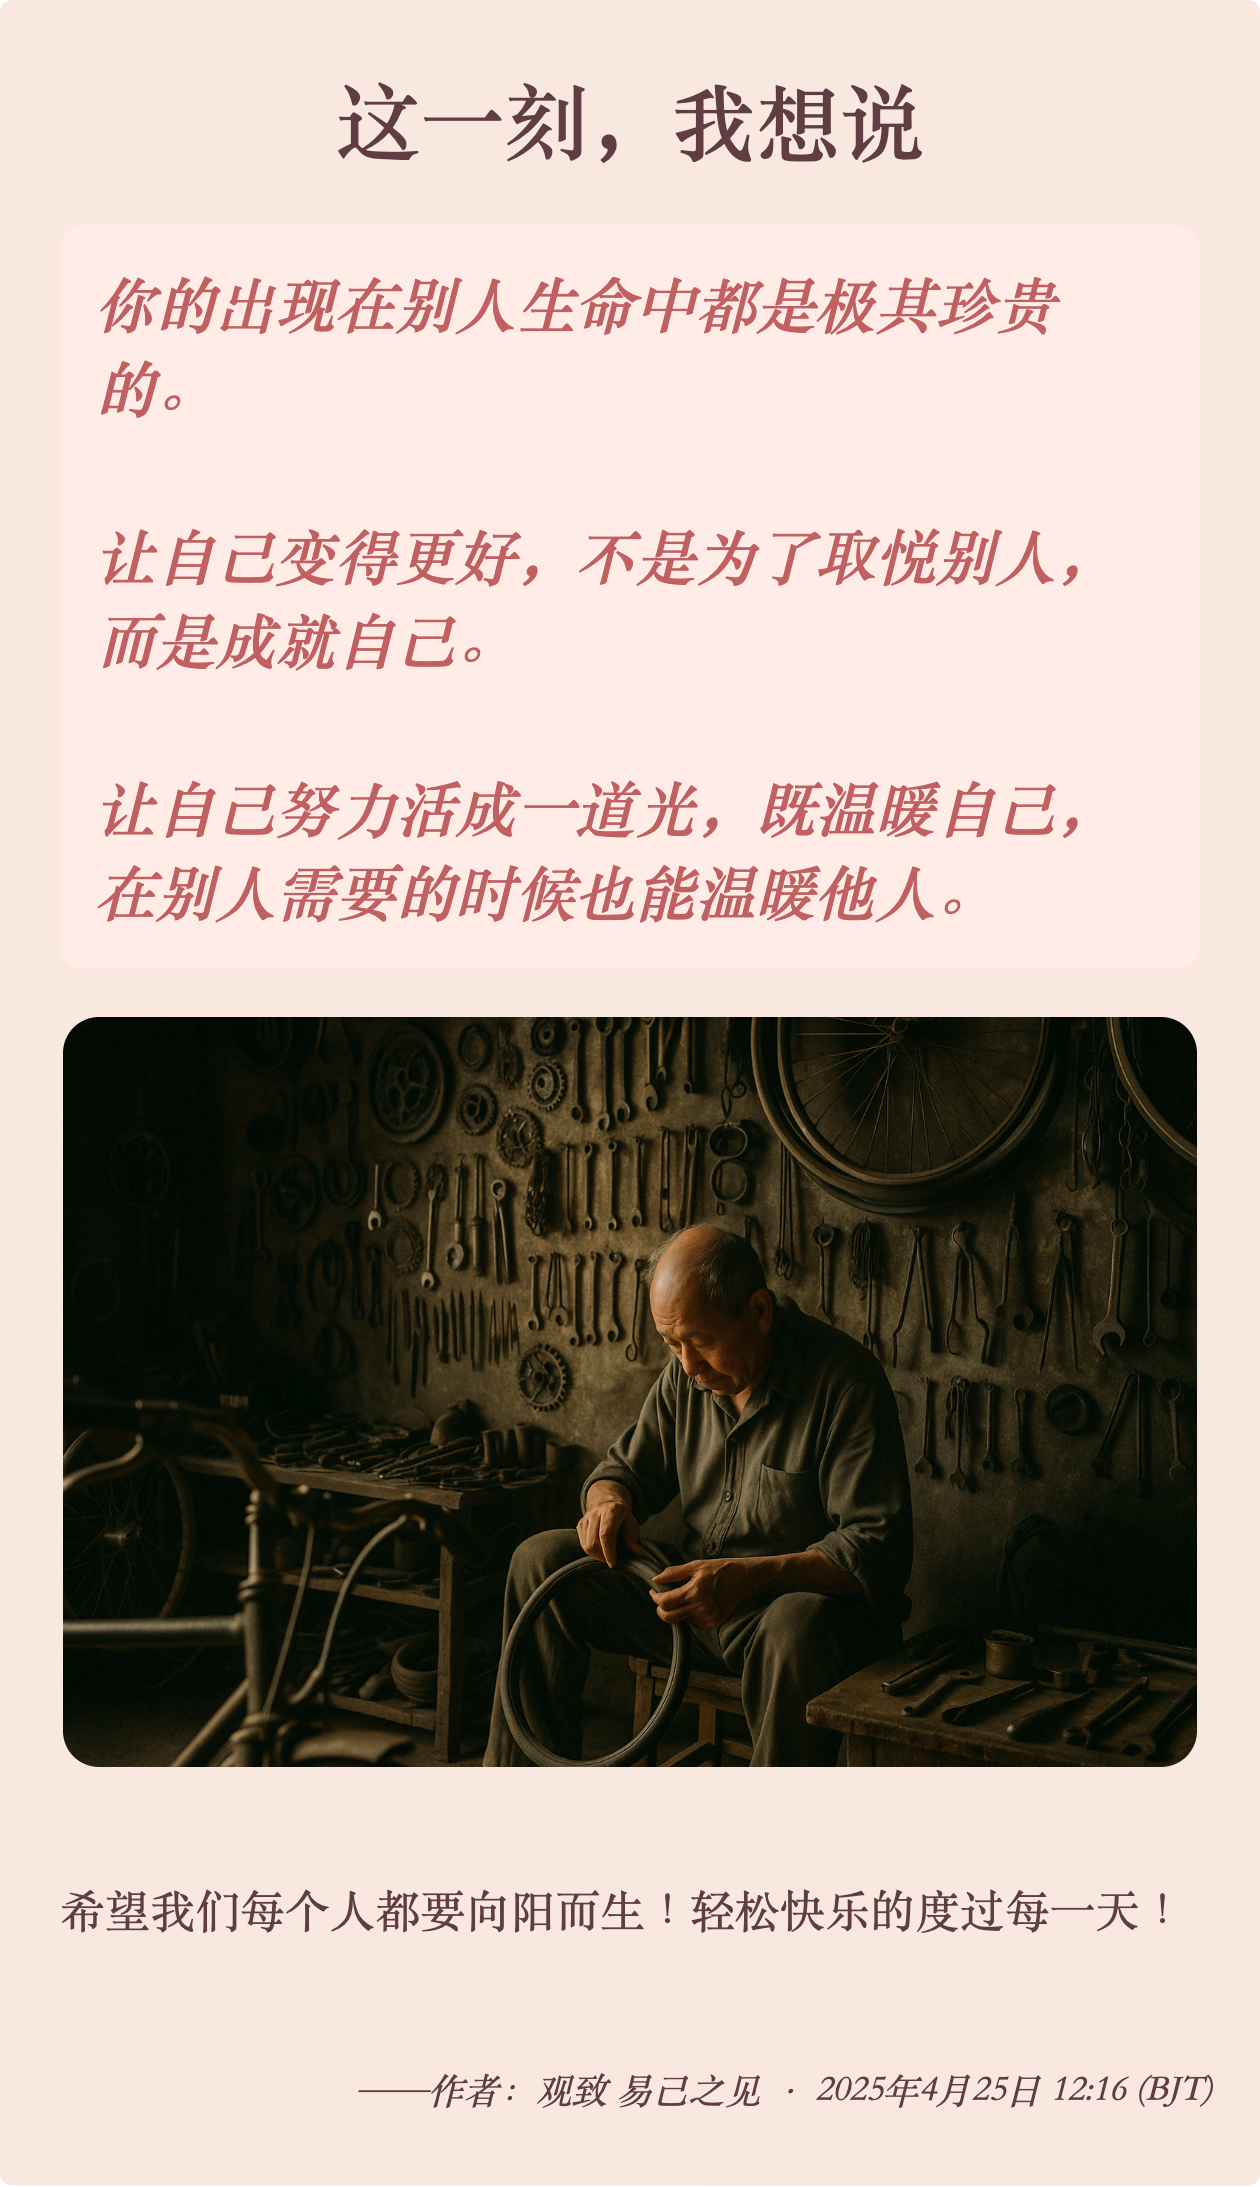 这一刻，我想说
你的出现在别人生命中都是极其珍贵
的。
让自己变得更好，不是为了取悦别人，
而是成就自己。
让自己努力活成一道光，既温暖自己，
在别人需要的时候也能温暖他人。
希望我们每个人都要向阳而生！轻松快乐的度过每一天！
——作者：观致 易己之见 · 2025年4月25日 12:16 (BJT)